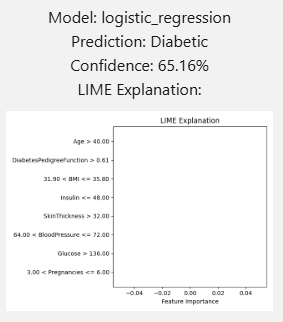 Model: logistic_regression
Prediction: Diabetic
Confidence: 65.16%
LIME Explanation:
LIME Explanation
Age > 40.00
DiabetesPedigreeFunction > 0.61
31.90 < BMI <= 35.80
Insulin <= 48.00
SkinThickness > 32.00
64.00 < BloodPressure <= 72.00
Glucose > 136.00
3.00 < Pregnancies <= 6.00
−0.04 −0.02 0.00 0.02 0.04
Feature Importance